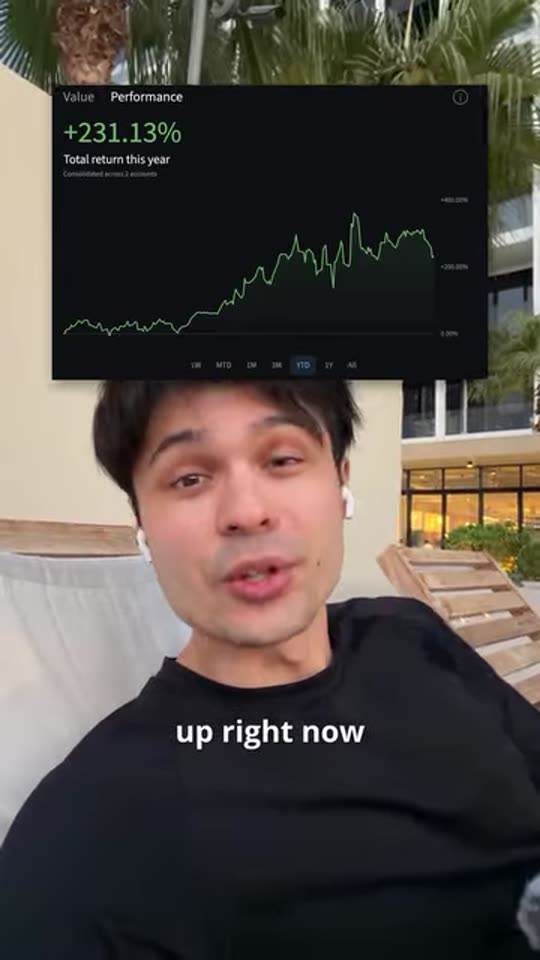 Value Performance
+231.13%
Total return this year
Consolidated across 2 accounts
+400.00%
+200.00%
0.00%
1W MTD 1M 3M YTD 1Y All
up right now